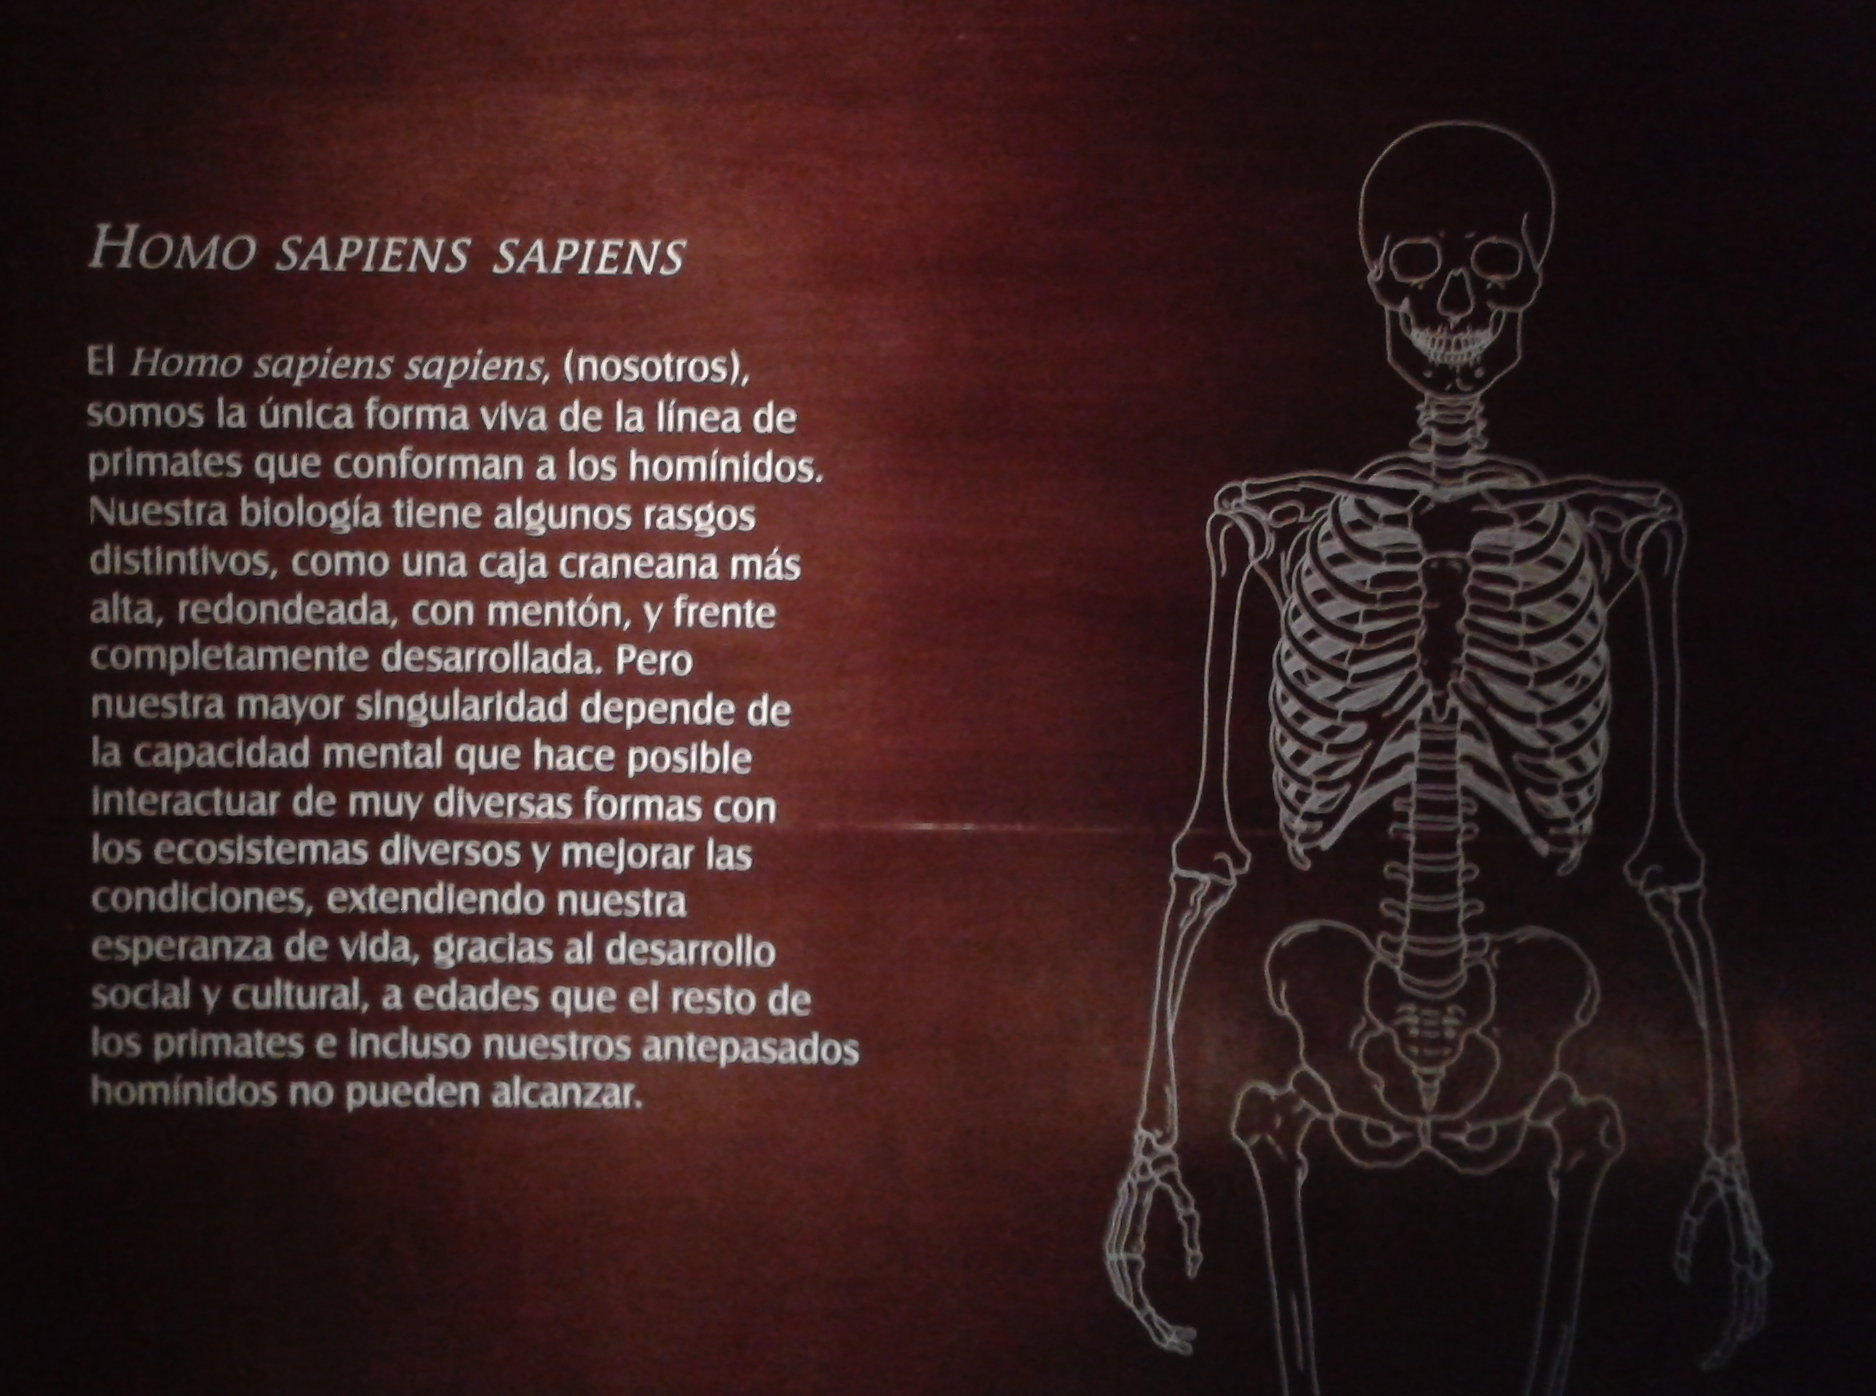 HOMO SAPIENS SAPIENS
El Homo sapiens sapiens, (nosotros),
somos la única forma viva de la línea de
primates que conforman a los homínidos.
Nuestra biología tiene algunos rasgos
distintivos, como una caja craneana más
alta, redondeada, con mentón, y frente
completamente desarrollada. Pero
nuestra mayor singularidad depende de
la capacidad mental que hace posible
interactuar de muy diversas formas con
los ecosistemas diversos y mejorar las
condiciones, extendiendo nuestra
esperanza de vida, gracias al desarrollo
social y cultural, a edades que el resto de
los primates e incluso nuestros antepasados
homínidos no pueden alcanzar.